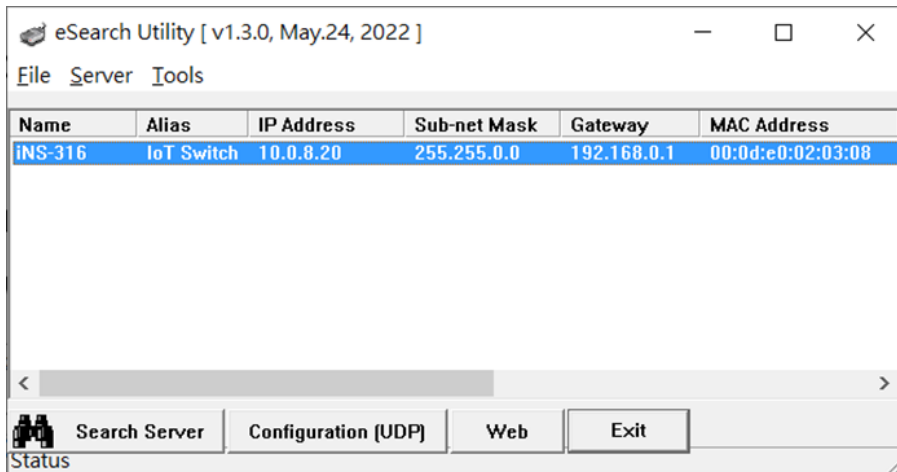 eSearch Utility [ v1.3.0, May.24, 2022 ]
File Server Tools
Name Alias IP Address Sub-net Mask Gateway MAC Address
iNS-316 IoT Switch 10.0.8.20 255.255.0.0 192.168.0.1 00:0d:e0:02:03:08
Search Server Configuration (UDP) Web Exit
Status